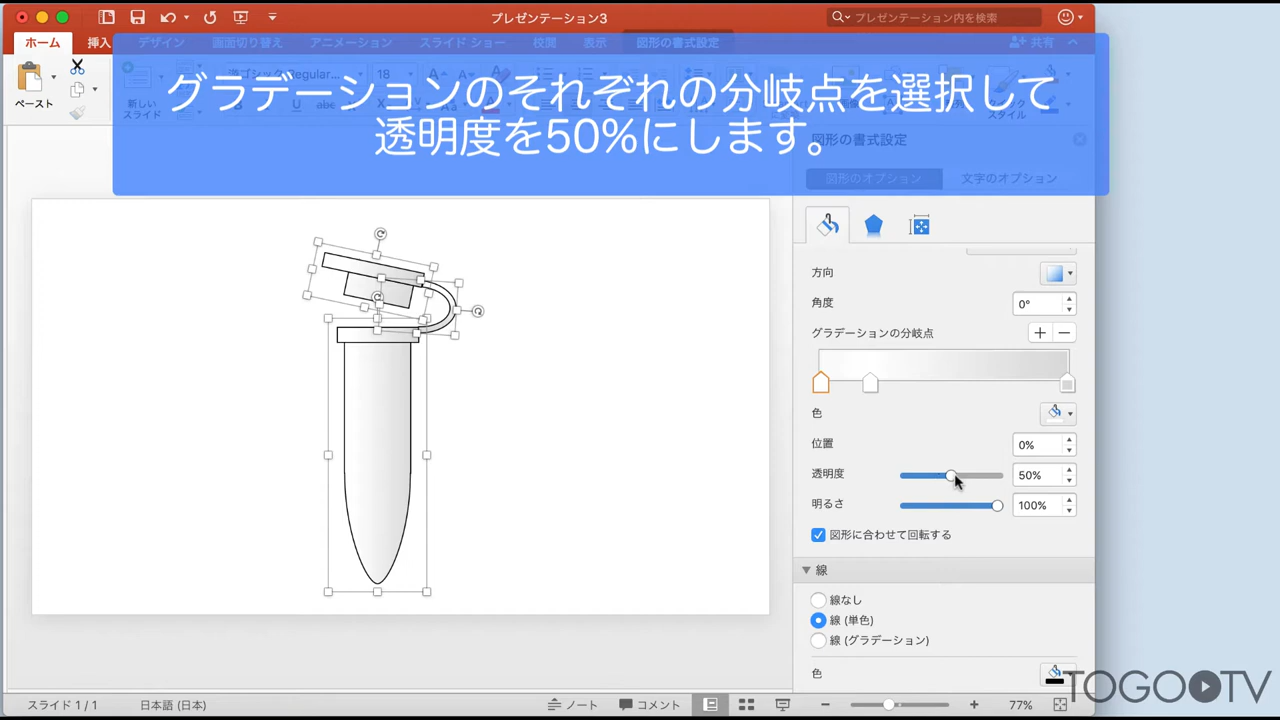 プレゼンテーション3
プレゼンテーション内を検索
ホーム
挿入
デザイン
画面切り替え
アニメーション
スライド ショー
校閲
表示
図形の書式設定
共有
ペースト
新しい
スライド
游ゴシック Regular...
18
スタイル
グラデーションのそれぞれの分岐点を選択して
透明度を50%にします。
図形の書式設定
図形のオプション
文字のオプション
方向
角度
0°
グラデーションの分岐点
色
位置
0%
透明度
50%
明るさ
100%
図形に合わせて回転する
線
線なし
線 (単色)
線 (グラデーション)
色
スライド 1 / 1
日本語 (日本)
ノート
コメント
77%
TOGO TV